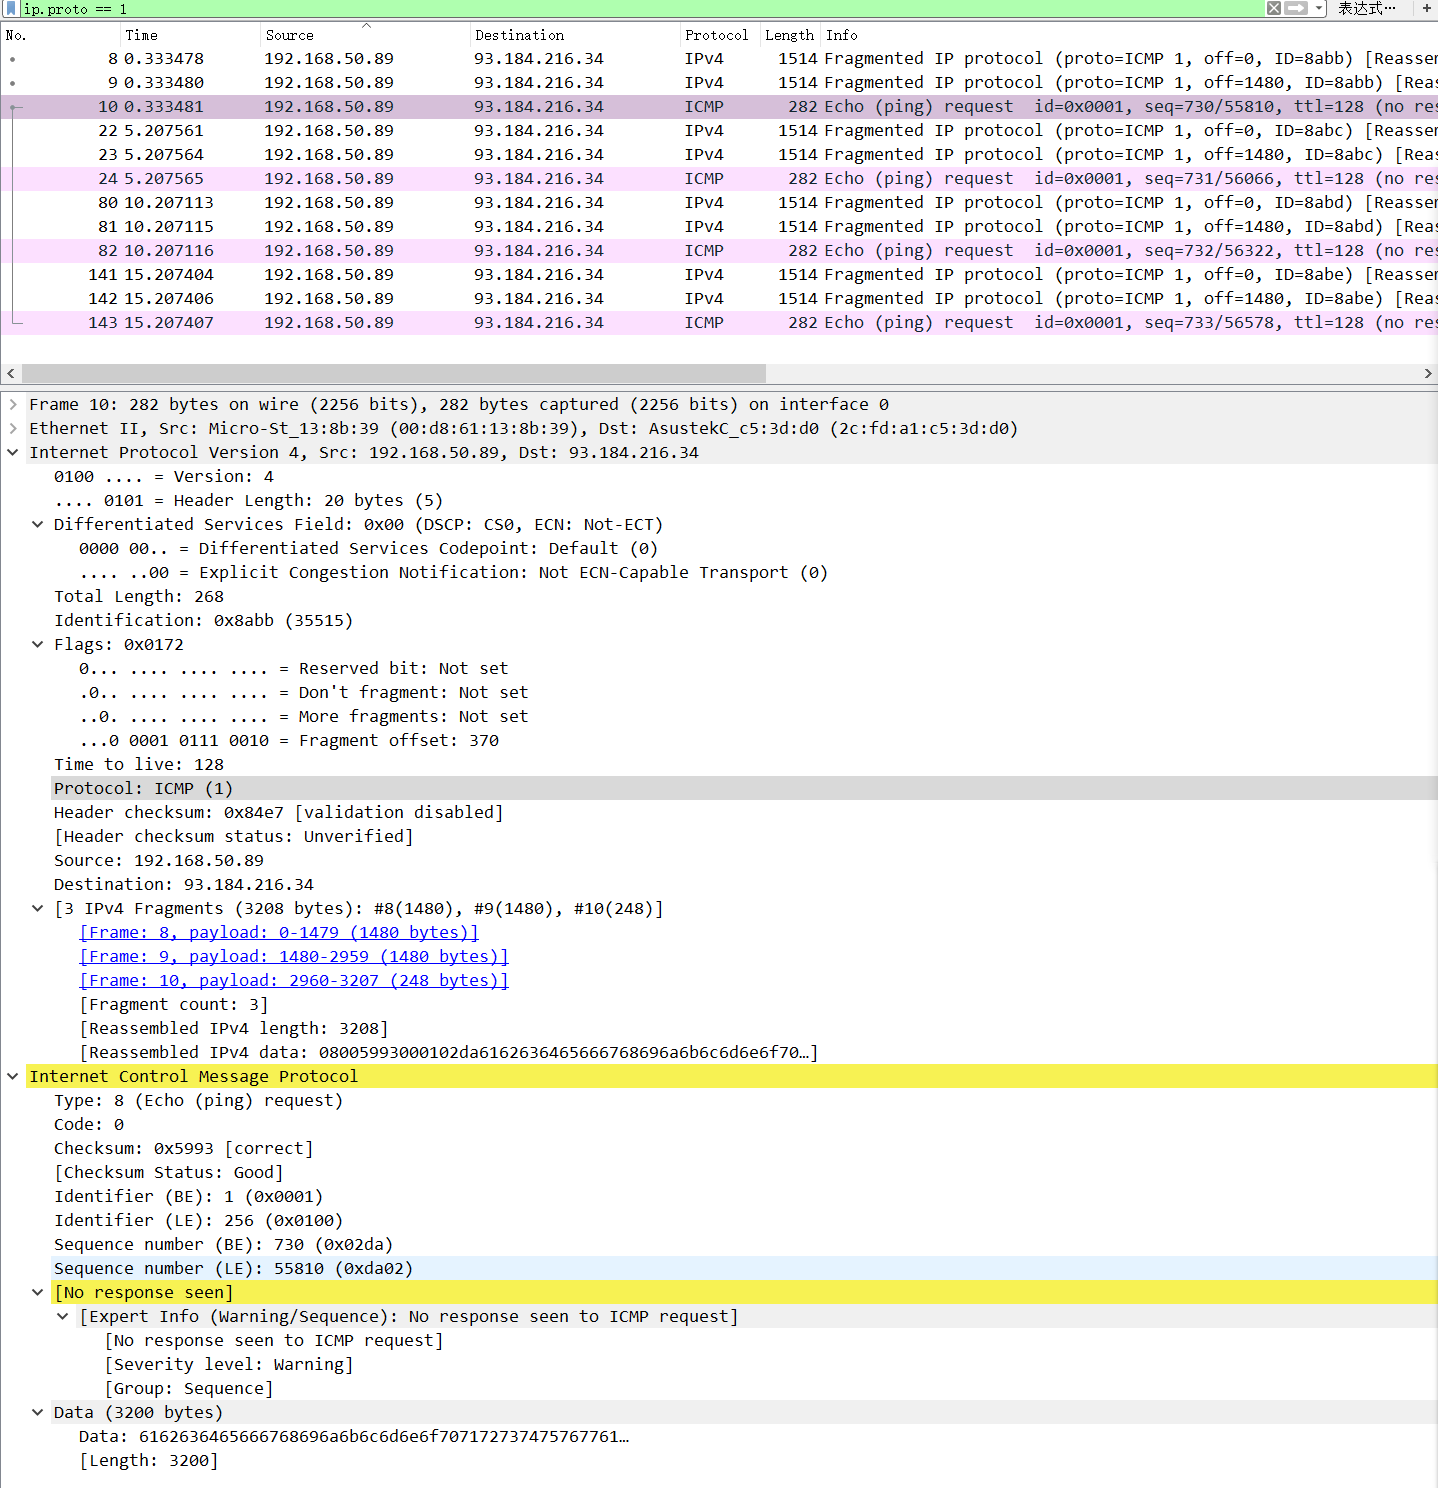 ip.proto == 1 表达式… +
No. Time Source Destination Protocol Length Info
8 0.333478 192.168.50.89 93.184.216.34 IPv4 1514 Fragmented IP protocol (proto=ICMP 1, off=0, ID=8abb) [Reassem
9 0.333480 192.168.50.89 93.184.216.34 IPv4 1514 Fragmented IP protocol (proto=ICMP 1, off=1480, ID=8abb) [Reas
10 0.333481 192.168.50.89 93.184.216.34 ICMP 282 Echo (ping) request id=0x0001, seq=730/55810, ttl=128 (no res
22 5.207561 192.168.50.89 93.184.216.34 IPv4 1514 Fragmented IP protocol (proto=ICMP 1, off=0, ID=8abc) [Reassem
23 5.207564 192.168.50.89 93.184.216.34 IPv4 1514 Fragmented IP protocol (proto=ICMP 1, off=1480, ID=8abc) [Reas
24 5.207565 192.168.50.89 93.184.216.34 ICMP 282 Echo (ping) request id=0x0001, seq=731/56066, ttl=128 (no res
80 10.207113 192.168.50.89 93.184.216.34 IPv4 1514 Fragmented IP protocol (proto=ICMP 1, off=0, ID=8abd) [Reassem
81 10.207115 192.168.50.89 93.184.216.34 IPv4 1514 Fragmented IP protocol (proto=ICMP 1, off=1480, ID=8abd) [Reas
82 10.207116 192.168.50.89 93.184.216.34 ICMP 282 Echo (ping) request id=0x0001, seq=732/56322, ttl=128 (no res
141 15.207404 192.168.50.89 93.184.216.34 IPv4 1514 Fragmented IP protocol (proto=ICMP 1, off=0, ID=8abe) [Reassem
142 15.207406 192.168.50.89 93.184.216.34 IPv4 1514 Fragmented IP protocol (proto=ICMP 1, off=1480, ID=8abe) [Reas
143 15.207407 192.168.50.89 93.184.216.34 ICMP 282 Echo (ping) request id=0x0001, seq=733/56578, ttl=128 (no res
Frame 10: 282 bytes on wire (2256 bits), 282 bytes captured (2256 bits) on interface 0
Ethernet II, Src: Micro-St_13:8b:39 (00:d8:61:13:8b:39), Dst: AsustekC_c5:3d:d0 (2c:fd:a1:c5:3d:d0)
Internet Protocol Version 4, Src: 192.168.50.89, Dst: 93.184.216.34
0100 .... = Version: 4
.... 0101 = Header Length: 20 bytes (5)
Differentiated Services Field: 0x00 (DSCP: CS0, ECN: Not-ECT)
0000 00.. = Differentiated Services Codepoint: Default (0)
.... ..00 = Explicit Congestion Notification: Not ECN-Capable Transport (0)
Total Length: 268
Identification: 0x8abb (35515)
Flags: 0x0172
0... .... .... .... = Reserved bit: Not set
.0.. .... .... .... = Don't fragment: Not set
..0. .... .... .... = More fragments: Not set
...0 0001 0111 0010 = Fragment offset: 370
Time to live: 128
Protocol: ICMP (1)
Header checksum: 0x84e7 [validation disabled]
[Header checksum status: Unverified]
Source: 192.168.50.89
Destination: 93.184.216.34
[3 IPv4 Fragments (3208 bytes): #8(1480), #9(1480), #10(248)]
[Frame: 8, payload: 0-1479 (1480 bytes)]
[Frame: 9, payload: 1480-2959 (1480 bytes)]
[Frame: 10, payload: 2960-3207 (248 bytes)]
[Fragment count: 3]
[Reassembled IPv4 length: 3208]
[Reassembled IPv4 data: 08005993000102da6162636465666768696a6b6c6d6e6f70…]
Internet Control Message Protocol
Type: 8 (Echo (ping) request)
Code: 0
Checksum: 0x5993 [correct]
[Checksum Status: Good]
Identifier (BE): 1 (0x0001)
Identifier (LE): 256 (0x0100)
Sequence number (BE): 730 (0x02da)
Sequence number (LE): 55810 (0xda02)
[No response seen]
[Expert Info (Warning/Sequence): No response seen to ICMP request]
[No response seen to ICMP request]
[Severity level: Warning]
[Group: Sequence]
Data (3200 bytes)
Data: 6162636465666768696a6b6c6d6e6f707172737475767761…
[Length: 3200]